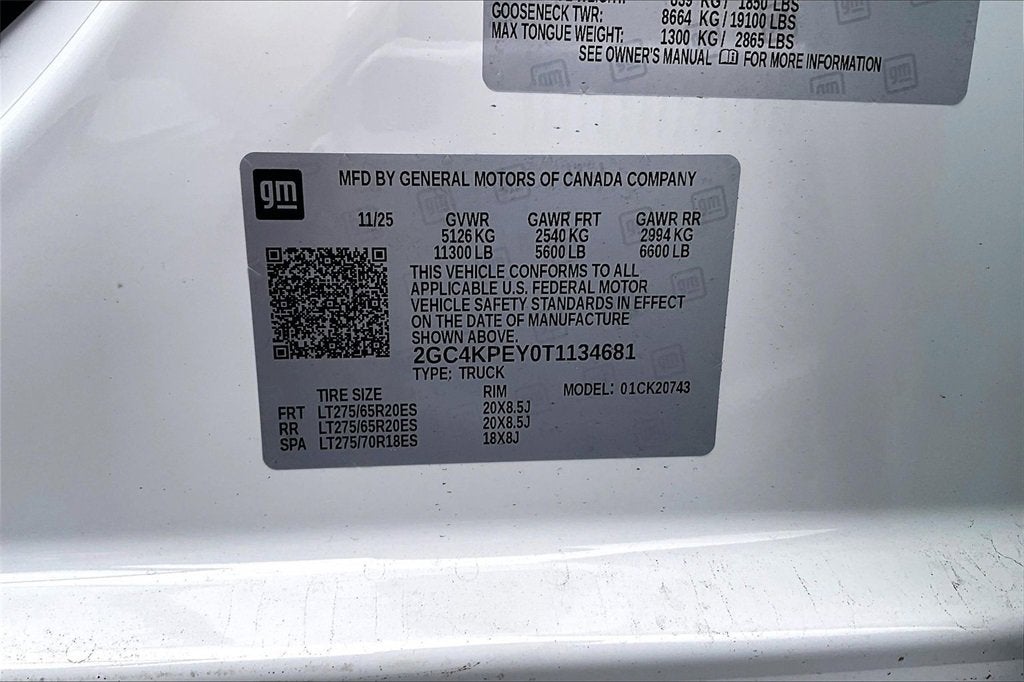 1850 LBS
GOOSENECK TWR: 8664 KG / 19100 LBS
MAX TONGUE WEIGHT: 1300 KG / 2865 LBS
SEE OWNER'S MANUAL FOR MORE INFORMATION
gm
MFD BY GENERAL MOTORS OF CANADA COMPANY
11/25 GVWR GAWR FRT GAWR RR
5126 KG 2540 KG 2994 KG
11300 LB 5600 LB 6600 LB
THIS VEHICLE CONFORMS TO ALL
APPLICABLE U.S. FEDERAL MOTOR
VEHICLE SAFETY STANDARDS IN EFFECT
ON THE DATE OF MANUFACTURE
SHOWN ABOVE.
2GC4KPEY0T1134681
TYPE: TRUCK
TIRE SIZE RIM MODEL: 01CK20743
FRT LT275/65R20ES 20X8.5J
RR LT275/65R20ES 20X8.5J
SPA LT275/70R18ES 18X8J